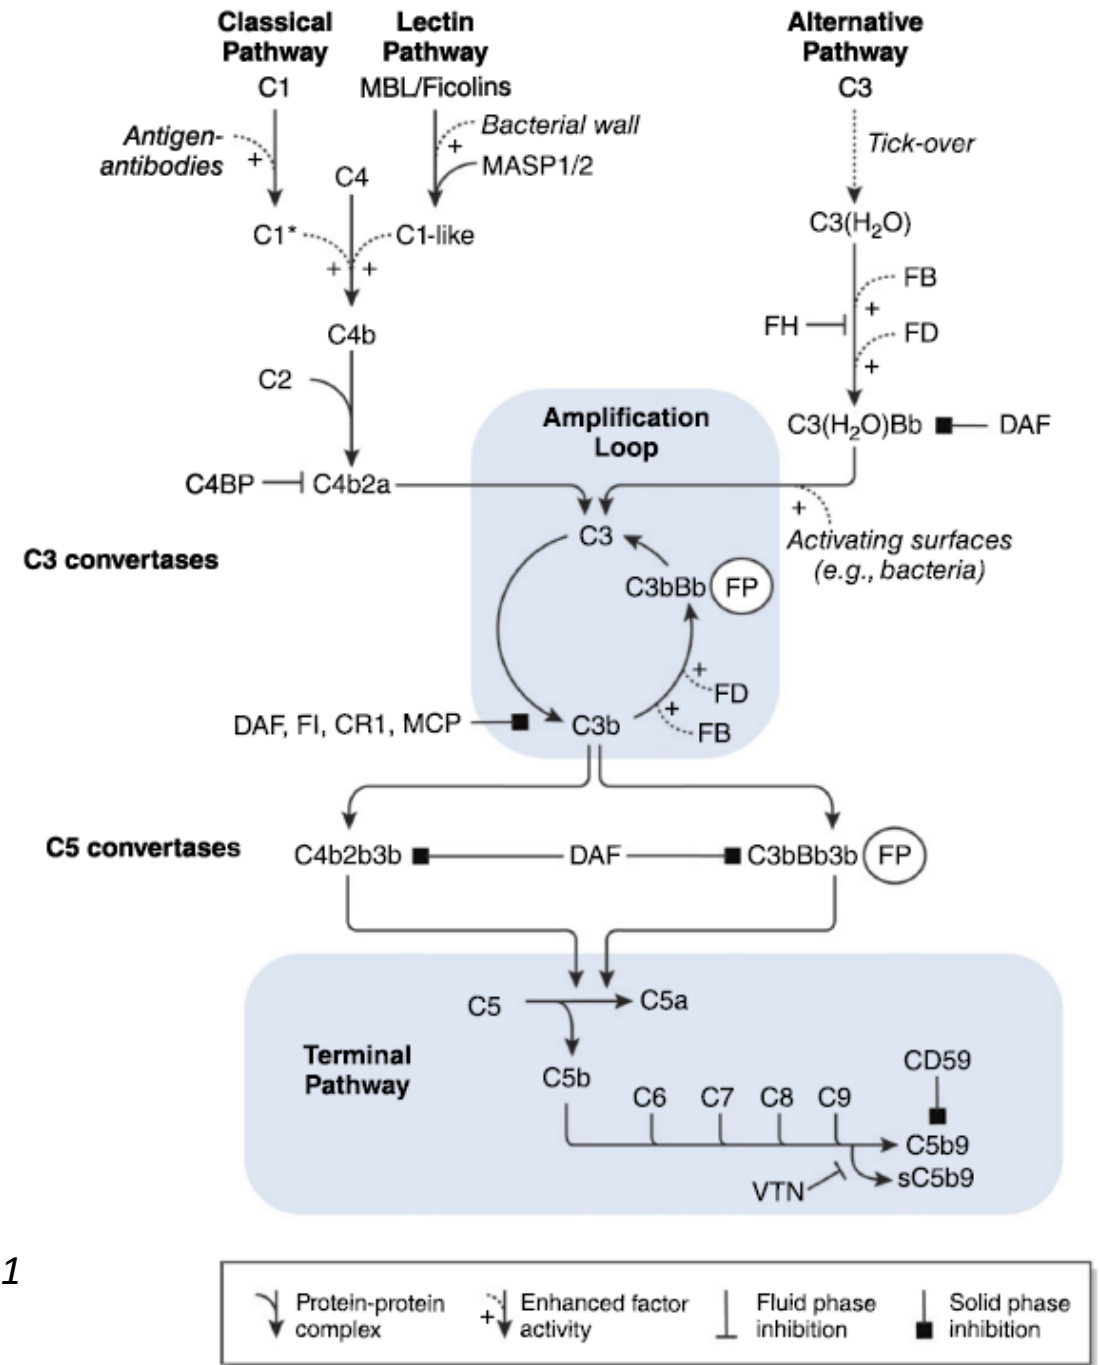 Classical
Pathway
Lectin
Pathway
Alternative
Pathway
C1
MBL/Ficolins
C3
Antigen-
antibodies
+
Bacterial wall
+
MASP1/2
Tick-over
C4
C1*
C1-like
+ +
C3(H₂O)
FB
+
FH
FD
+
C4b
C2
C3(H₂O)Bb
DAF
Amplification
Loop
C4BP
C4b2a
+
Activating surfaces
(e.g., bacteria)
C3 convertases
C3
C3bBb
FP
+
FD
+
FB
DAF, FI, CR1, MCP
C3b
C5 convertases
C4b2b3b
DAF
C3bBb3b
FP
C5
C5a
Terminal
Pathway
C5b
C6
C7
C8
C9
CD59
C5b9
sC5b9
VTN
1
Protein-protein
complex
+
Enhanced factor
activity
Fluid phase
inhibition
Solid phase
inhibition